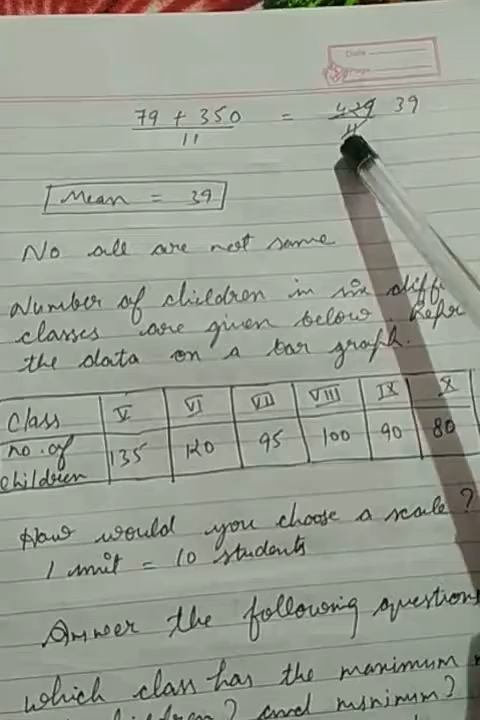 Date
79 + 350 = 429 39
11 11
Mean = 39
No all are not same
Number of children in six
classes are given below.
the data on a bar graph.
Class V VI VII VIII IX X
no. of 135 120 95 100 90 80
children
How would you choose a scale?
1 unit = 10 students
Answer the following questions
which class has the maximum
and minimum?